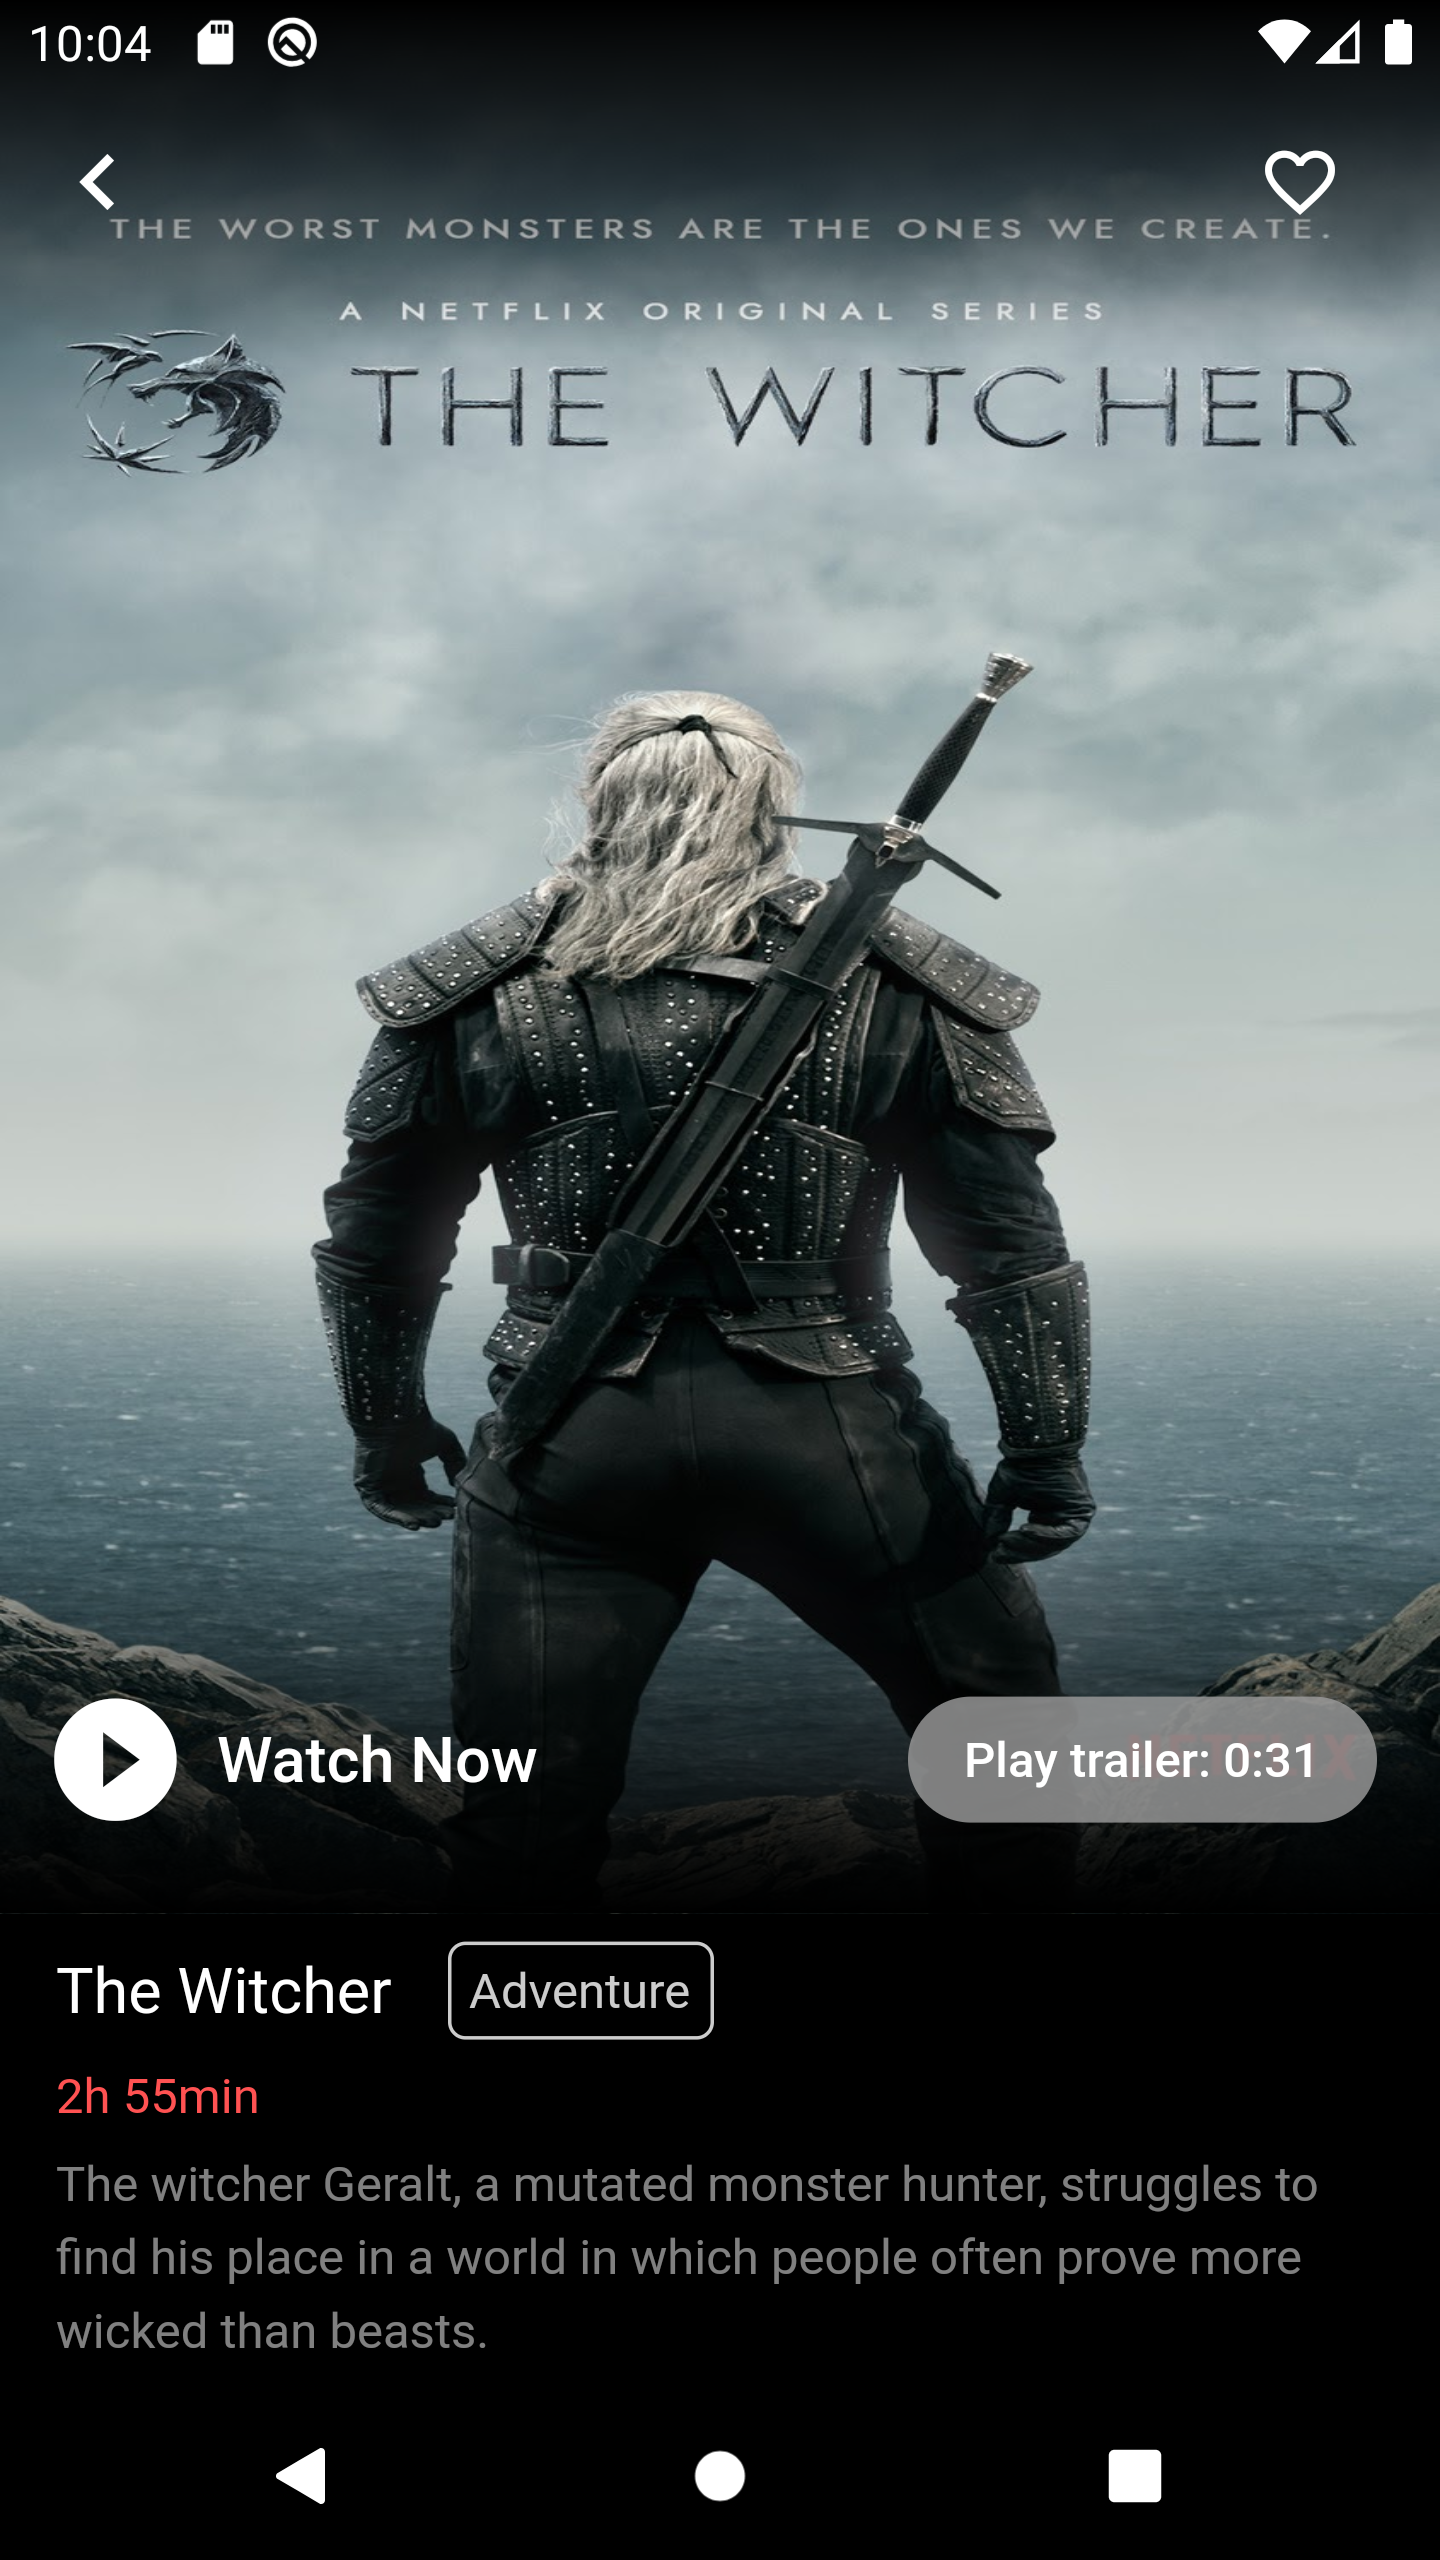 10:04
THE WORST MONSTERS ARE THE ONES WE CREATE.
A NETFLIX ORIGINAL SERIES
THE WITCHER
Watch Now
Play trailer: 0:31
The Witcher
Adventure
2h 55min
The witcher Geralt, a mutated monster hunter, struggles to
find his place in a world in which people often prove more
wicked than beasts.